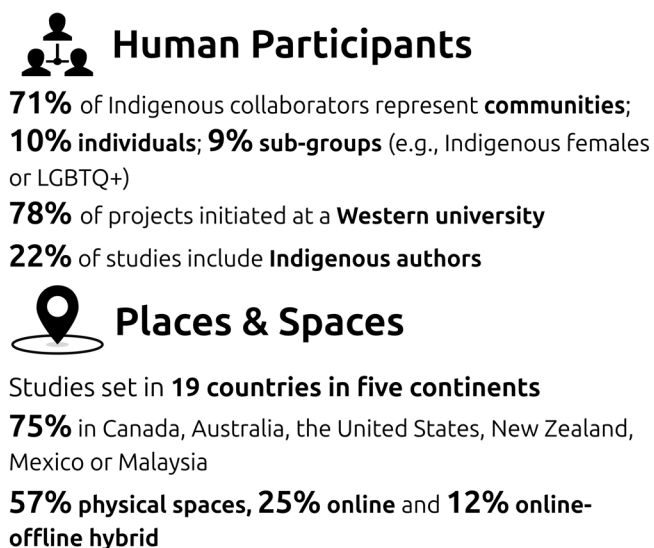 Human Participants
71% of Indigenous collaborators represent communities;
10% individuals; 9% sub-groups (e.g., Indigenous females
or LGBTQ+)
78% of projects initiated at a Western university
22% of studies include Indigenous authors
Places & Spaces
Studies set in 19 countries in five continents
75% in Canada, Australia, the United States, New Zealand,
Mexico or Malaysia
57% physical spaces, 25% online and 12% online-
offline hybrid